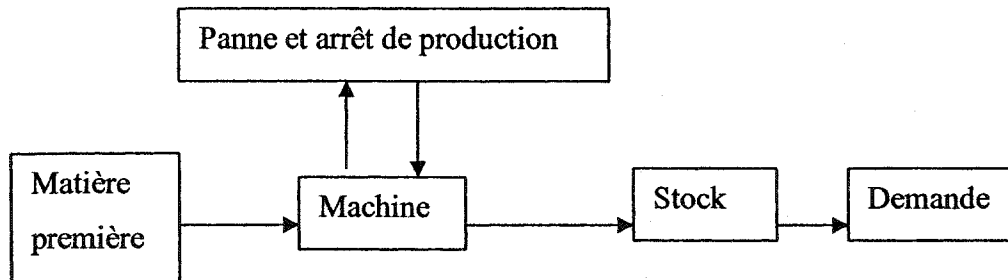 Panne et arrêt de production
Matière
première
Machine
Stock
Demande